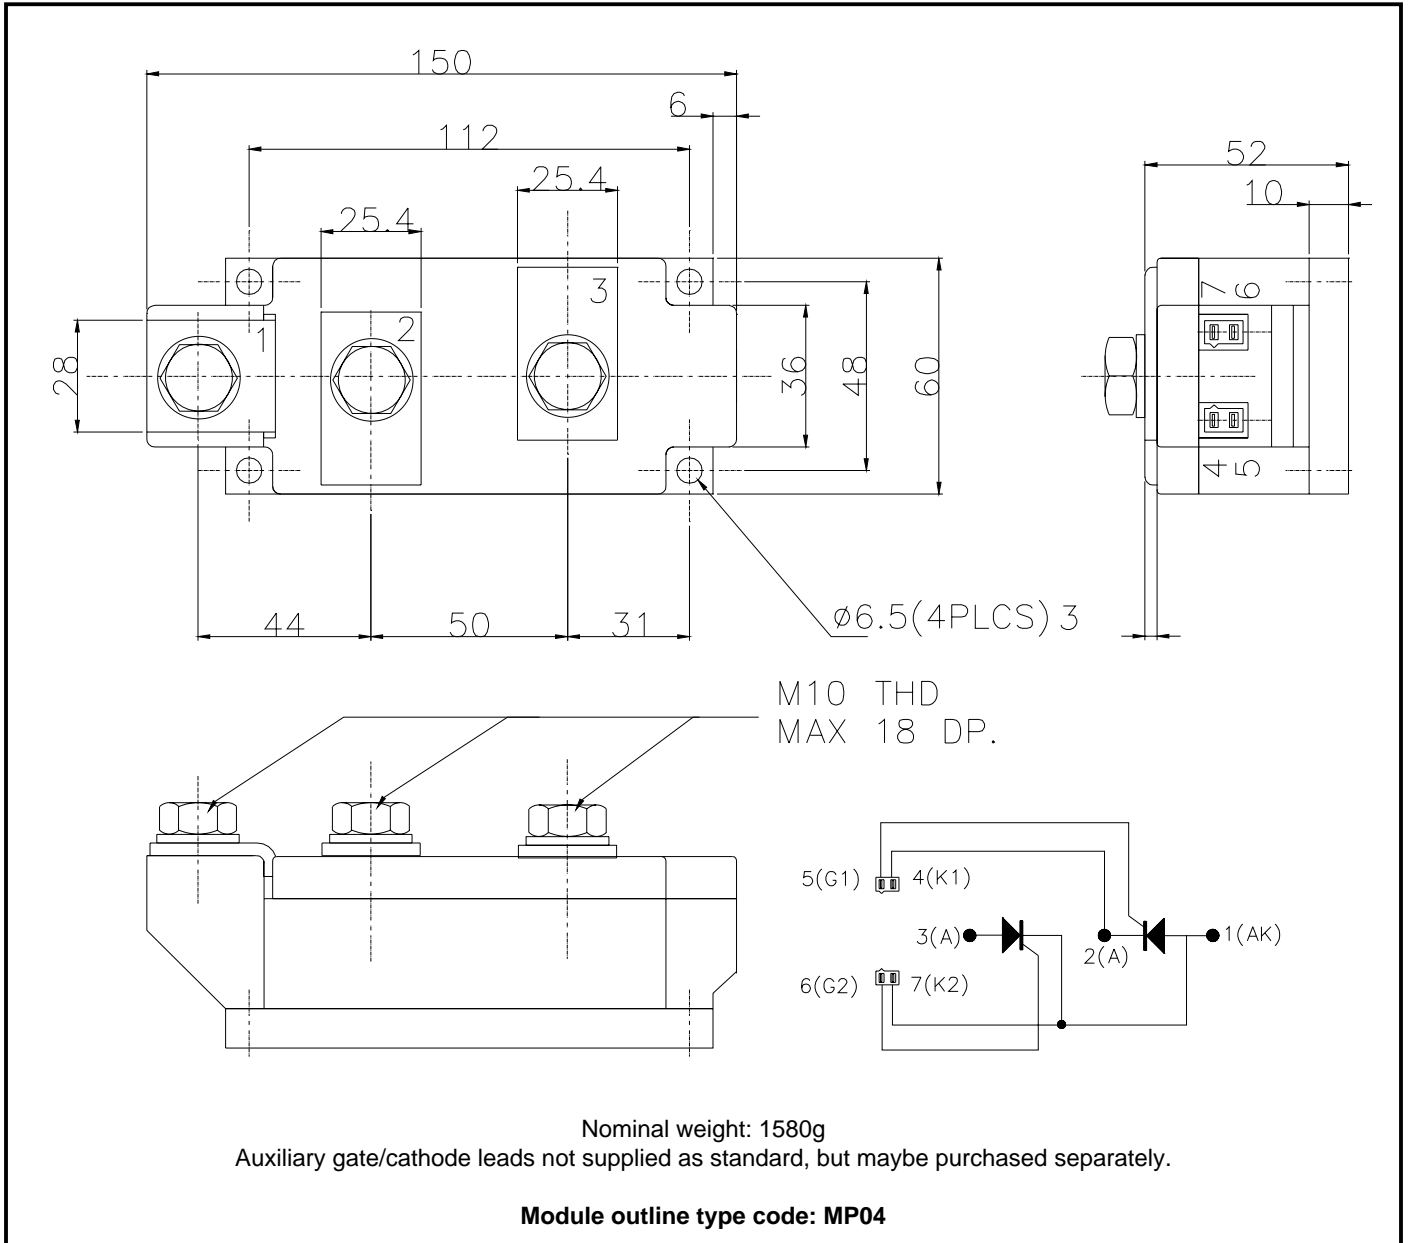 150
6
112
52
25.4
10
25.4
3
7 6
1
2
28
36
48
60
4 5
44
50
31
ø6.5(4PLCS) 3
M10 THD
MAX 18 DP.
5(G1)
4(K1)
3(A)
2(A)
1(AK)
6(G2)
7(K2)
Nominal weight: 1580g
Auxiliary gate/cathode leads not supplied as standard, but maybe purchased separately.
Module outline type code: MP04